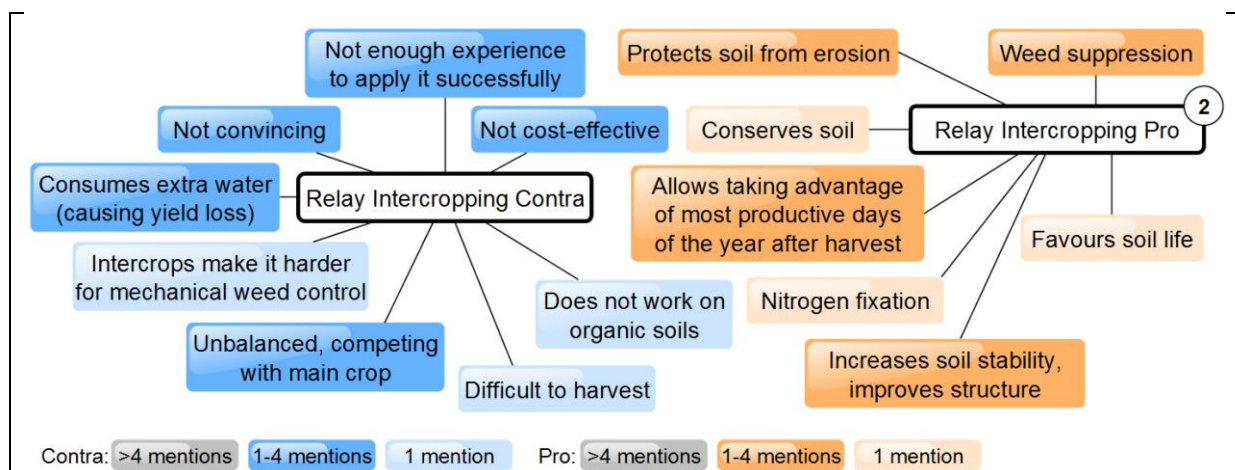 Not enough experience
to apply it successfully
Not convincing
Not cost-effective
Consumes extra water
(causing yield loss)
Relay Intercropping Contra
Intercrops make it harder
for mechanical weed control
Does not work on
organic soils
Unbalanced, competing
with main crop
Difficult to harvest
Protects soil from erosion
Weed suppression
2
Conserves soil
Relay Intercropping Pro
Allows taking advantage
of most productive days
of the year after harvest
Favours soil life
Nitrogen fixation
Increases soil stability,
improves structure
Contra: >4 mentions 1-4 mentions 1 mention Pro: >4 mentions 1-4 mentions 1 mention